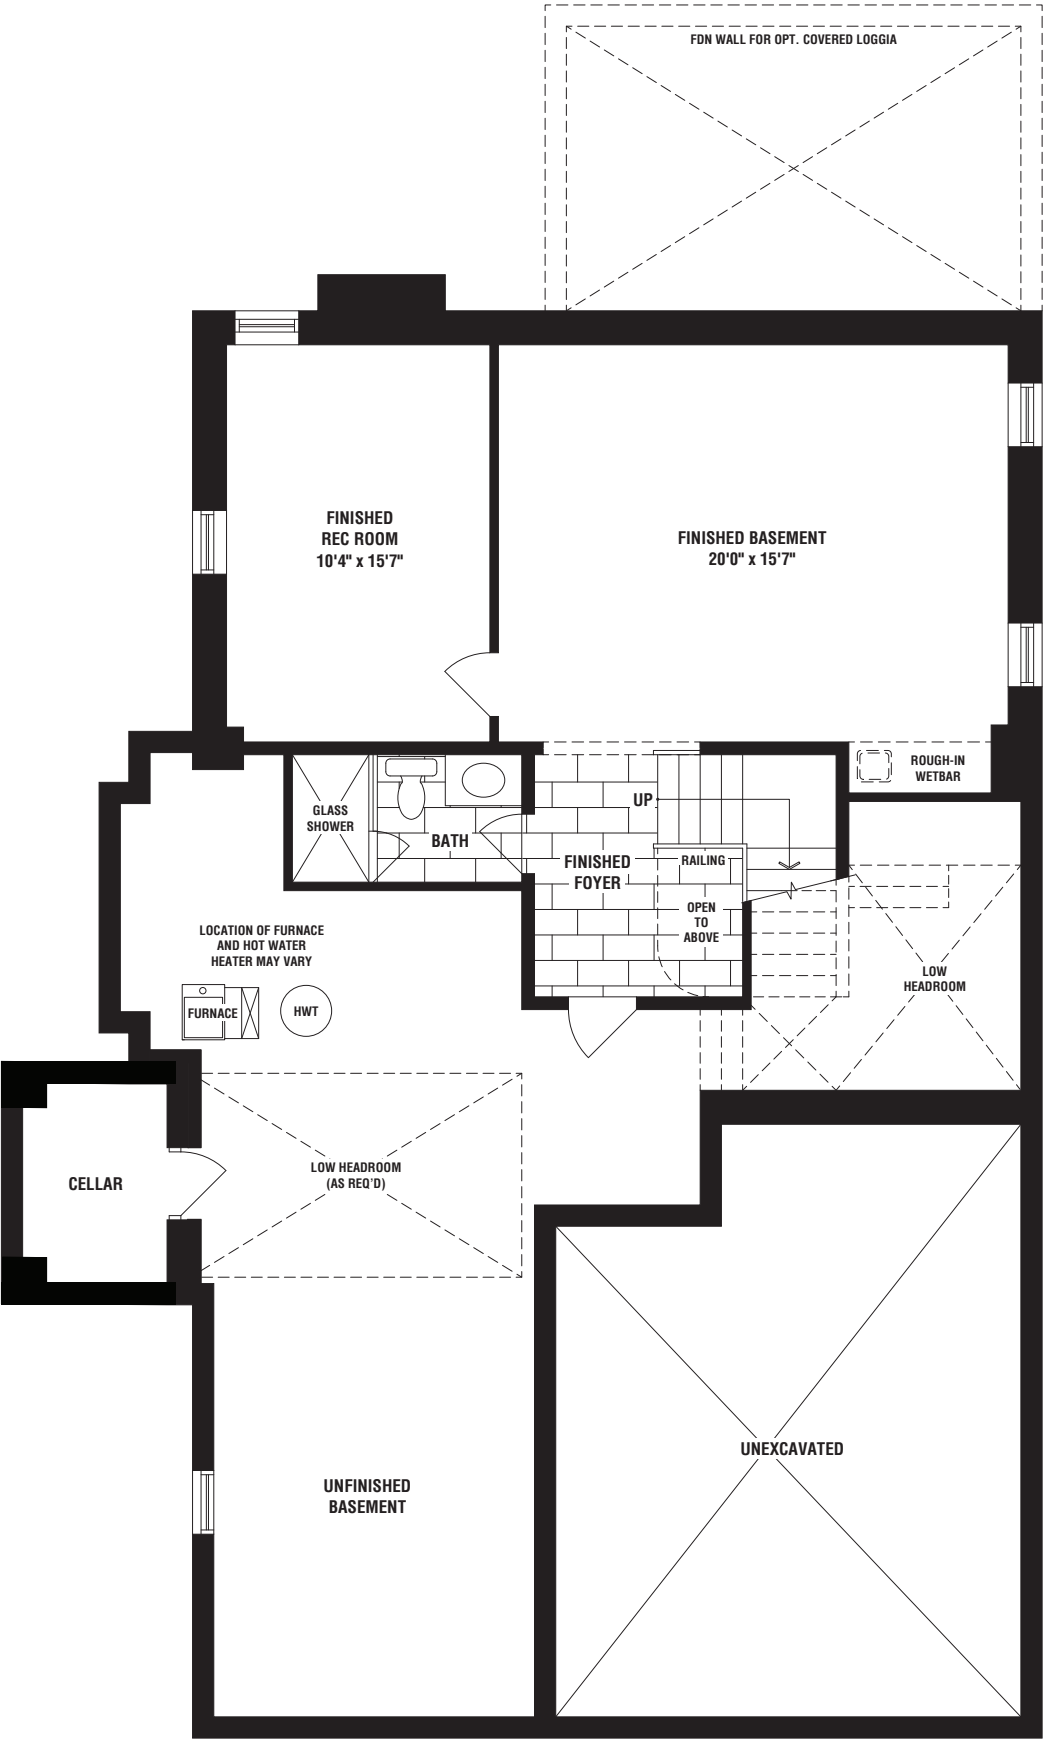 FDN WALL FOR OPT. COVERED LOGGIA
FINISHED
REC ROOM
10'4" x 15'7"
FINISHED BASEMENT
20'0" x 15'7"
ROUGH-IN
WETBAR
GLASS
SHOWER
BATH
UP
FINISHED
FOYER
RAILING
OPEN
TO
ABOVE
LOCATION OF FURNACE
AND HOT WATER
HEATER MAY VARY
LOW
HEADROOM
FURNACE
HWT
CELLAR
LOW HEADROOM
(AS REQ'D)
UNEXCAVATED
UNFINISHED
BASEMENT